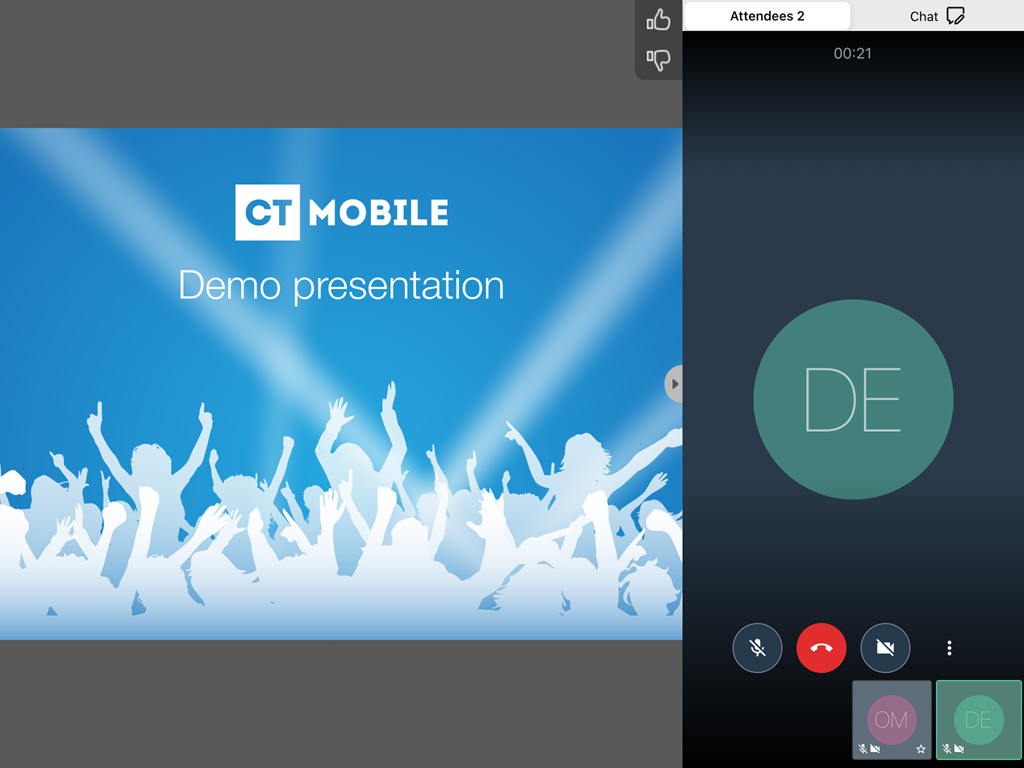 CT MOBILE
Demo presentation
Attendees 2
Chat
00:21
DE
OM
DE